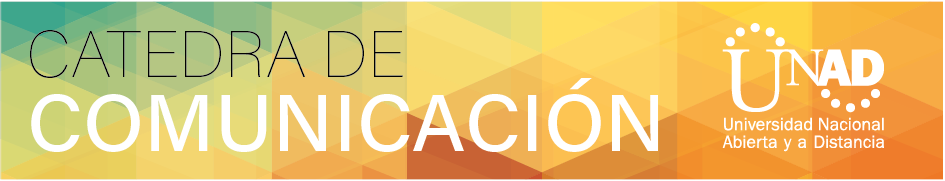 CATEDRA DE
COMUNICACIÓN
UNAD
Universidad Nacional
Abierta y a Distancia